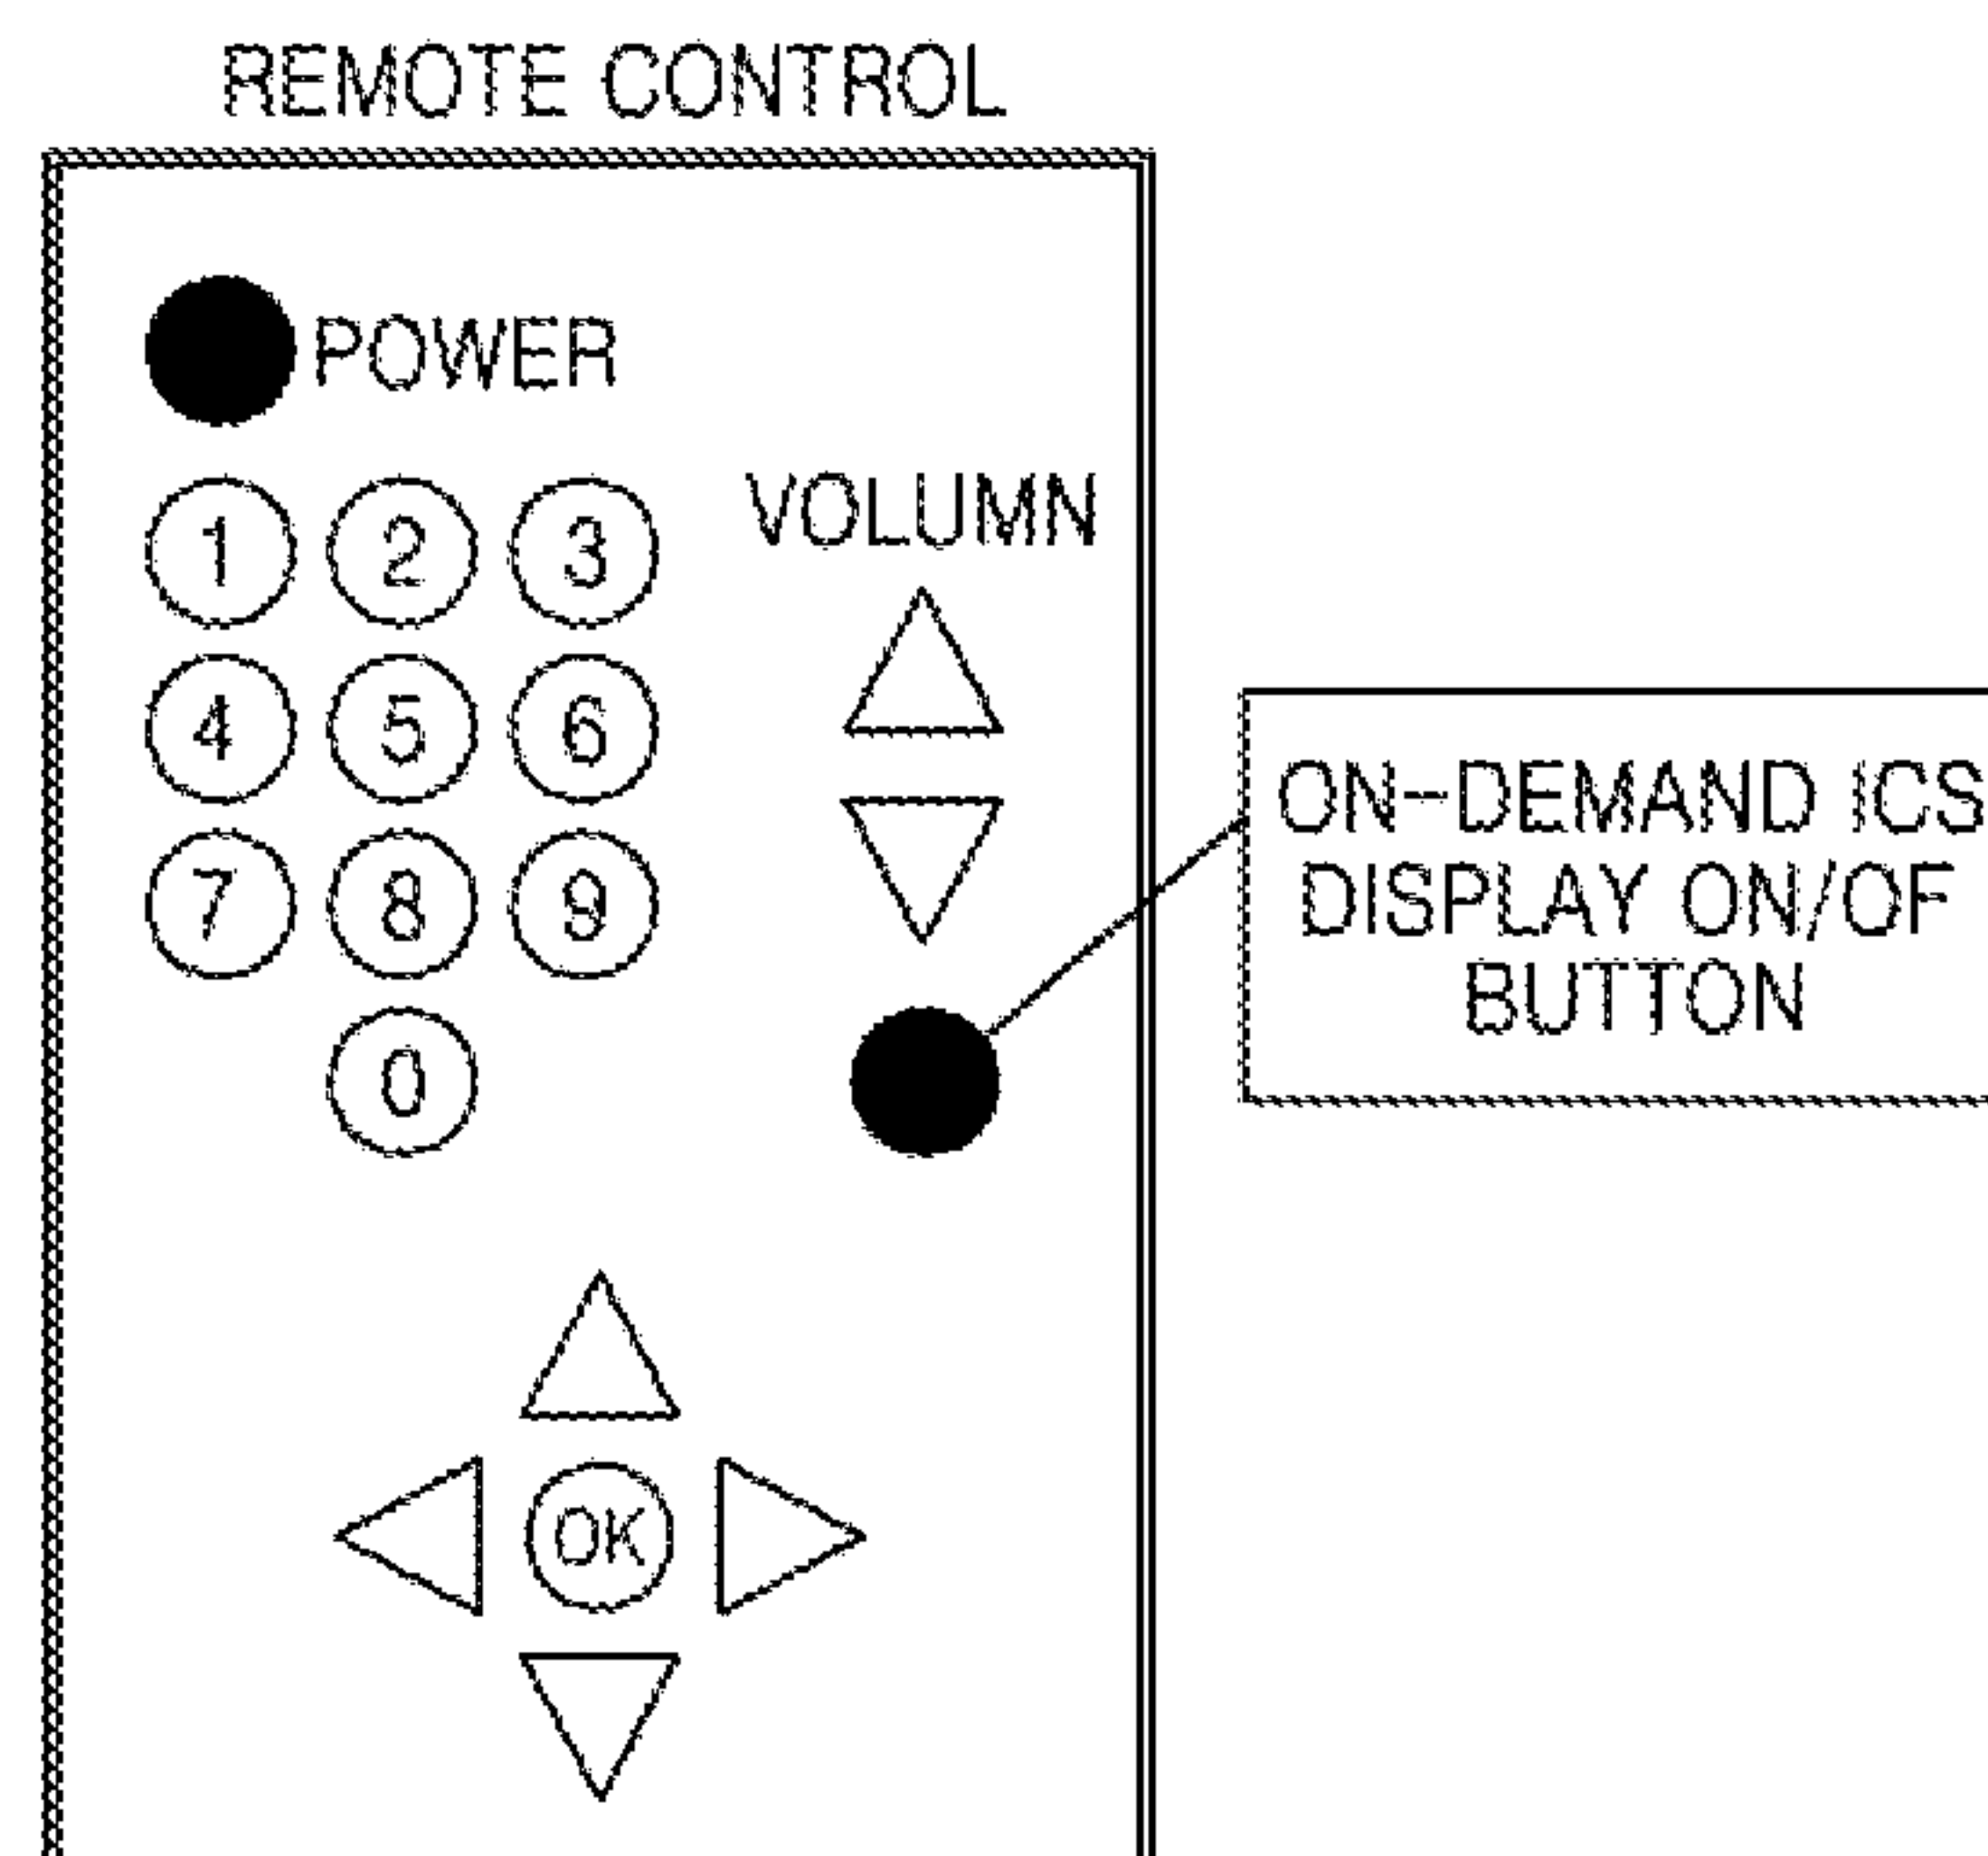 REMOTE CONTROL
POWER
VOLUMN
1 2 3
4 5 6
7 8 9
0
ON-DEMAND ICS
DISPLAY ON/OF
BUTTON
OK